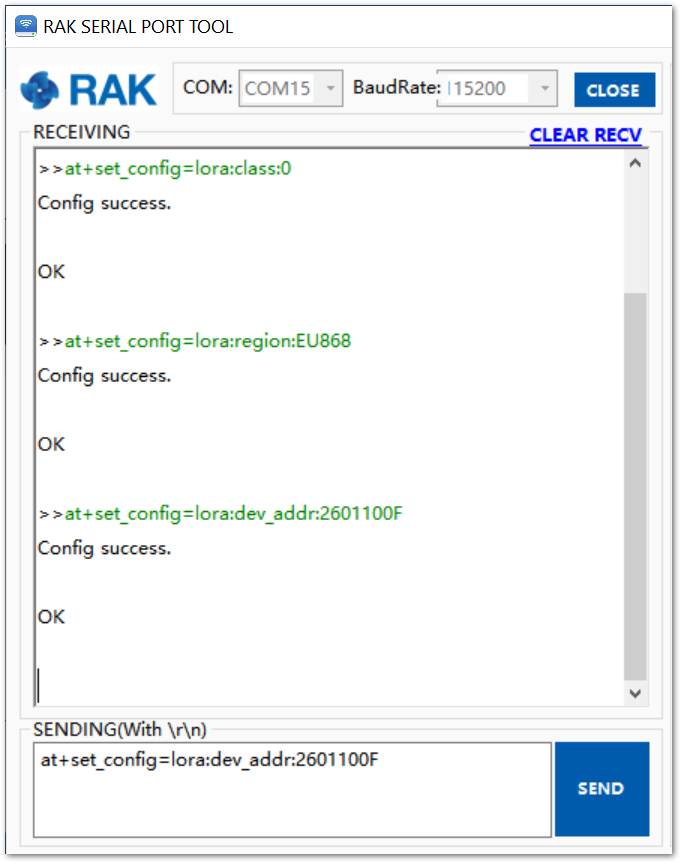 RAK SERIAL PORT TOOL
RAK COM: COM15 BaudRate: 115200 CLOSE
RECEIVING CLEAR RECV
>>at+set_config=lora:class:0
Config success.
OK
>>at+set_config=lora:region:EU868
Config success.
OK
>>at+set_config=lora:dev_addr:2601100F
Config success.
OK
SENDING(With \r\n)
at+set_config=lora:dev_addr:2601100F
SEND